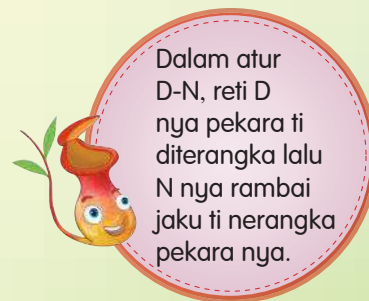 Dalam atur
D-N, reti D
nya pekara ti
diterangka lalu
N nya rambai
jaku ti nerangka
pekara nya.